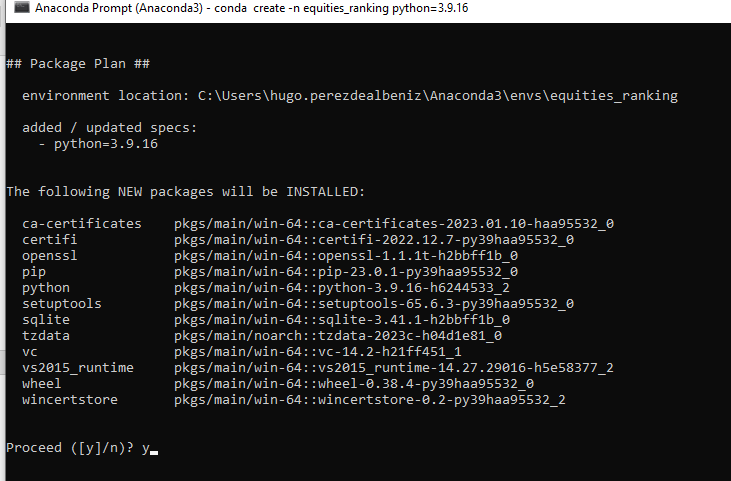 Anaconda Prompt (Anaconda3) - conda  create -n equities_ranking python=3.9.16
## Package Plan ##
environment location: C:\Users\hugo.perezdealbeniz\Anaconda3\envs\equities_ranking
added / updated specs:
- python=3.9.16
The following NEW packages will be INSTALLED:
ca-certificates    pkgs/main/win-64::ca-certificates-2023.01.10-haa95532_0
certifi            pkgs/main/win-64::certifi-2022.12.7-py39haa95532_0
openssl            pkgs/main/win-64::openssl-1.1.1t-h2bbff1b_0
pip                pkgs/main/win-64::pip-23.0.1-py39haa95532_0
python             pkgs/main/win-64::python-3.9.16-h6244533_2
setuptools         pkgs/main/win-64::setuptools-65.6.3-py39haa95532_0
sqlite             pkgs/main/win-64::sqlite-3.41.1-h2bbff1b_0
tzdata             pkgs/main/noarch::tzdata-2023c-h04d1e81_0
vc                 pkgs/main/win-64::vc-14.2-h21ff451_1
vs2015_runtime     pkgs/main/win-64::vs2015_runtime-14.27.29016-h5e58377_2
wheel              pkgs/main/win-64::wheel-0.38.4-py39haa95532_0
wincertstore       pkgs/main/win-64::wincertstore-0.2-py39haa95532_2
Proceed ([y]/n)? y